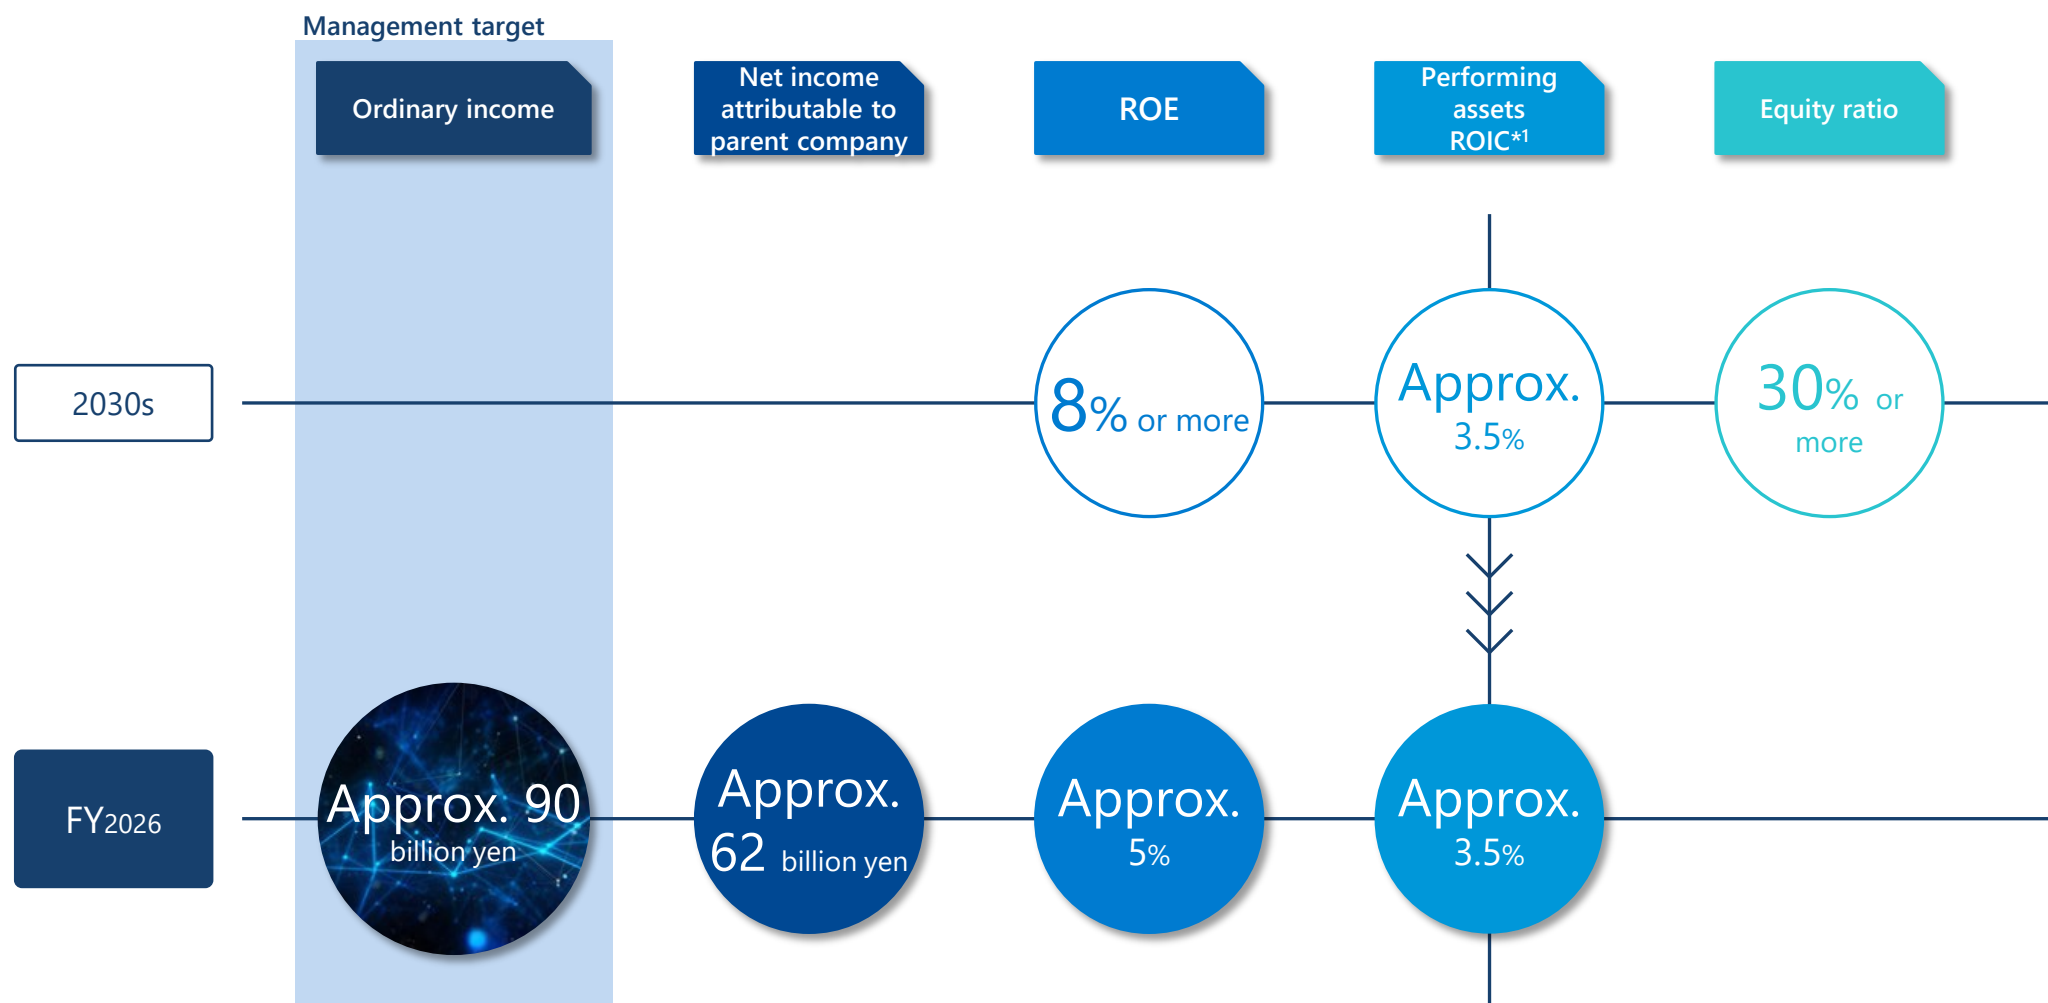 Management target
Ordinary income
Net income
attributable to
parent company
ROE
Performing
assets
ROIC*1
Equity ratio
2030s
8% or more
Approx.
3.5%
30% or
more
FY2026
Approx. 90
billion yen
Approx.
62 billion yen
Approx.
5%
Approx.
3.5%